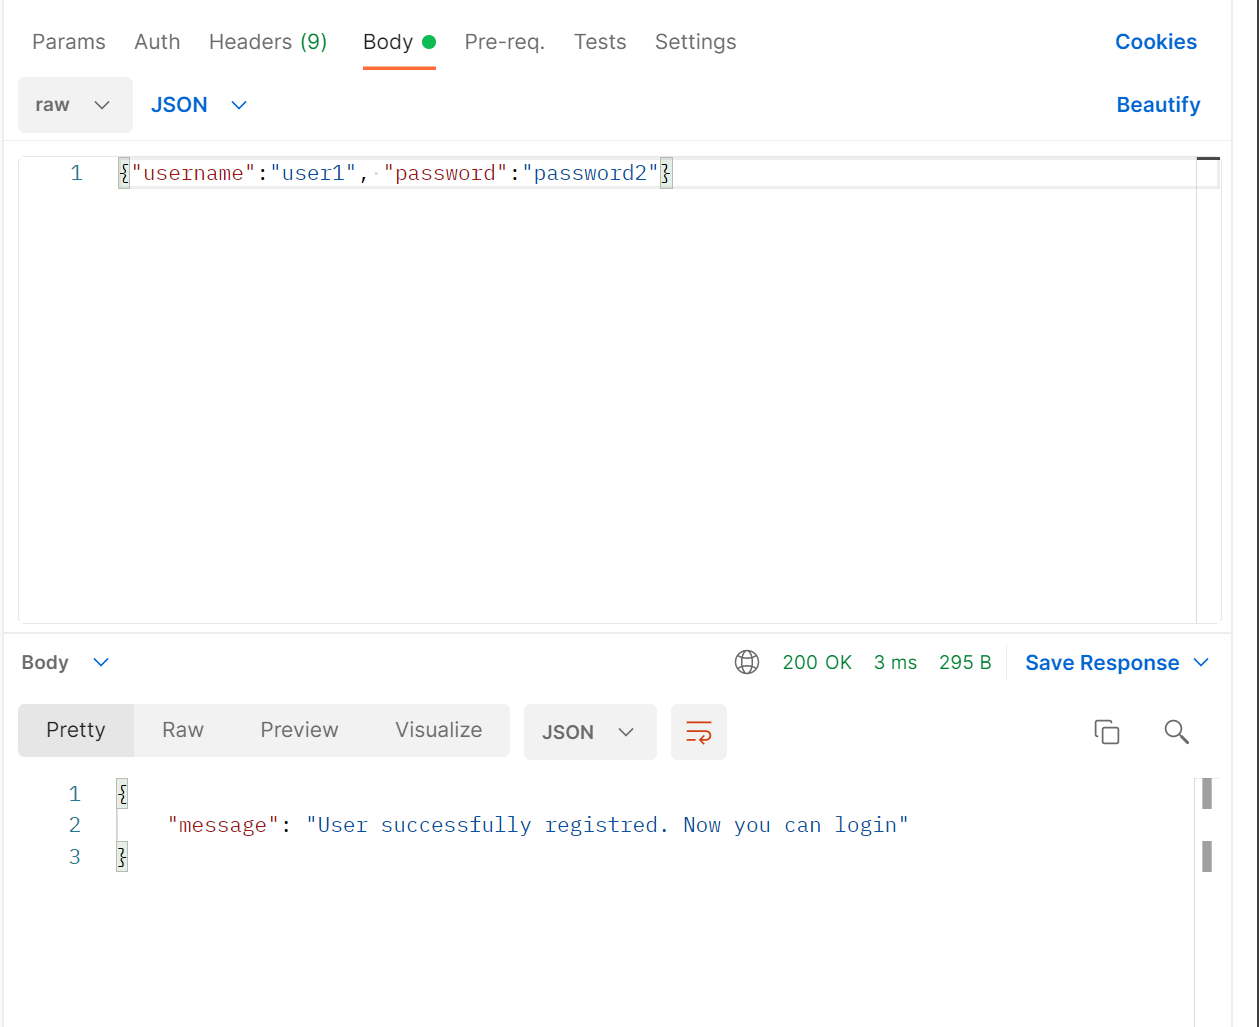 Params Auth Headers (9) Body Pre-req. Tests Settings Cookies
raw JSON Beautify
1 {"username":"user1", "password":"password2"}
Body 200 OK 3 ms 295 B Save Response
Pretty Raw Preview Visualize JSON
1 {
2 "message": "User successfully registred. Now you can login"
3 }